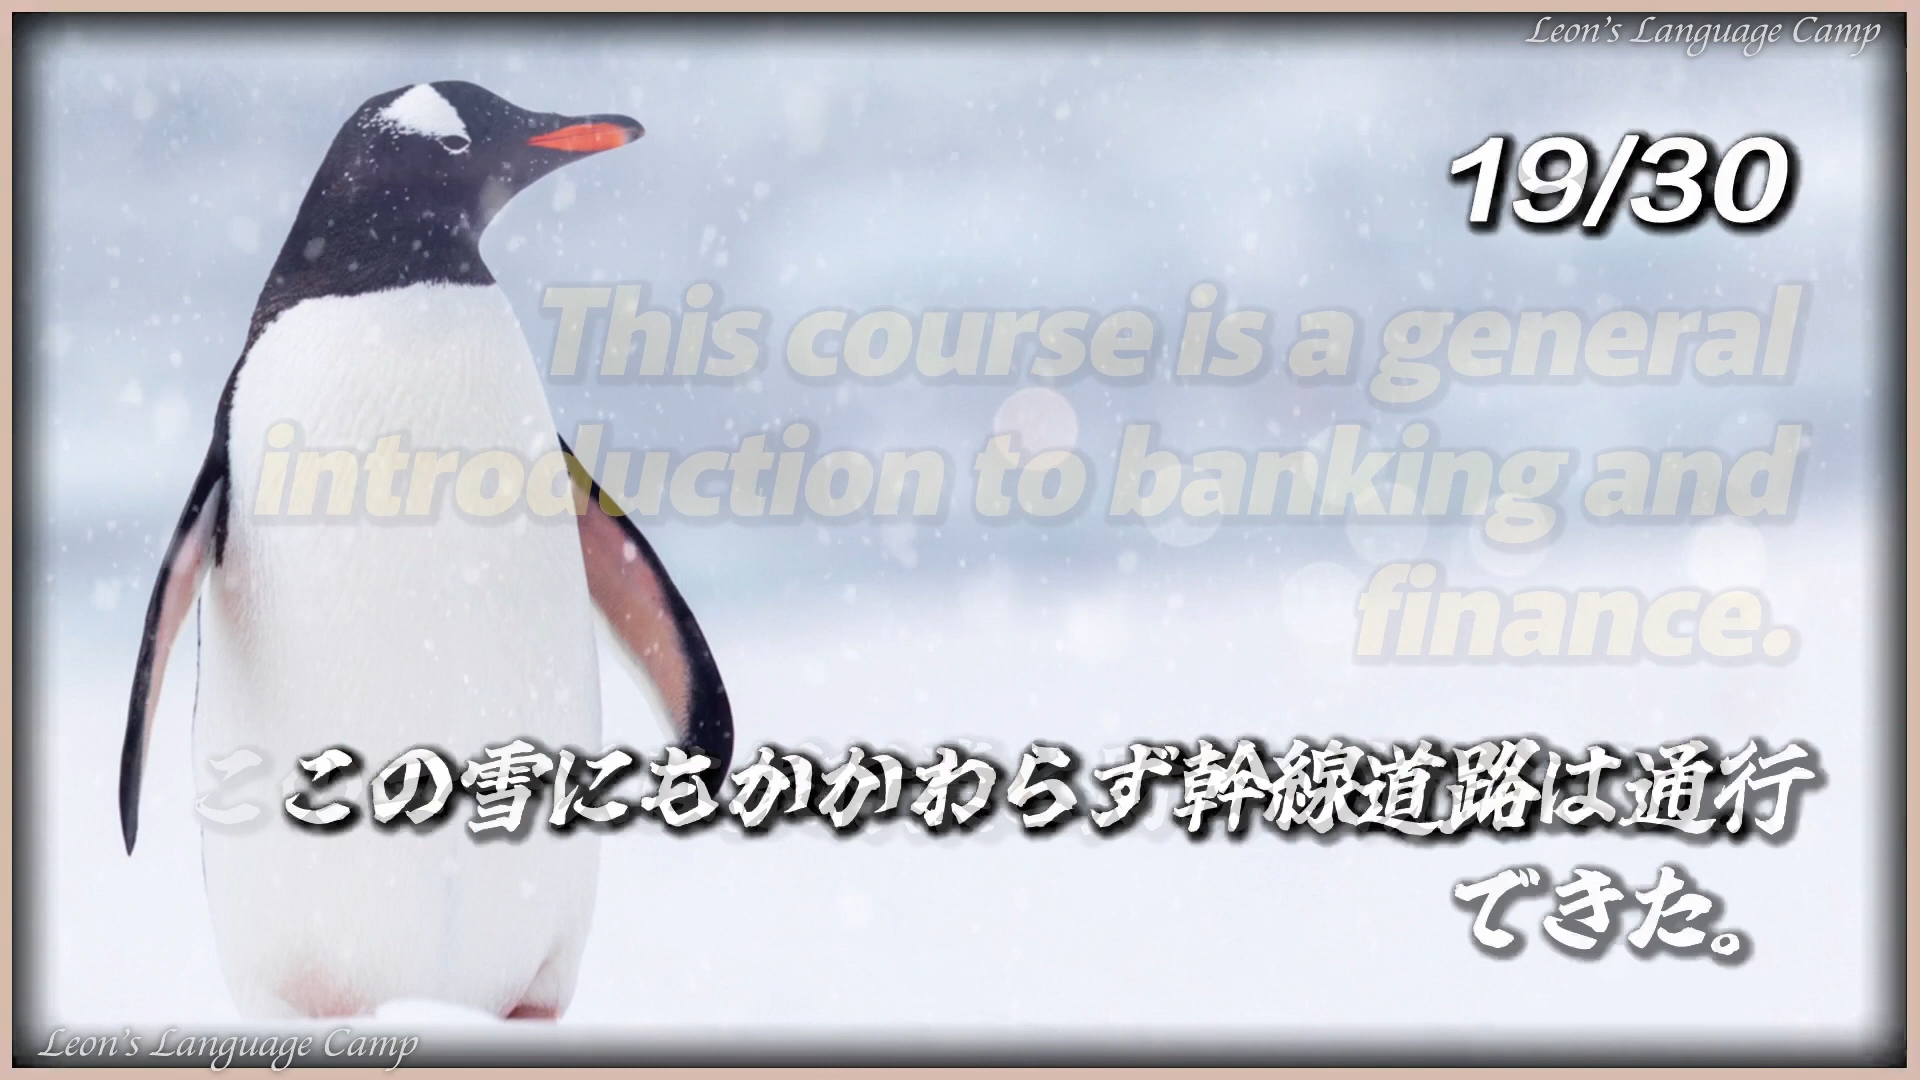 Leon's Language Camp
19/30
This course is a general
introduction to banking and
finance.
この雪にもかかわらず幹線道路は通行
できた。
Leon's Language Camp